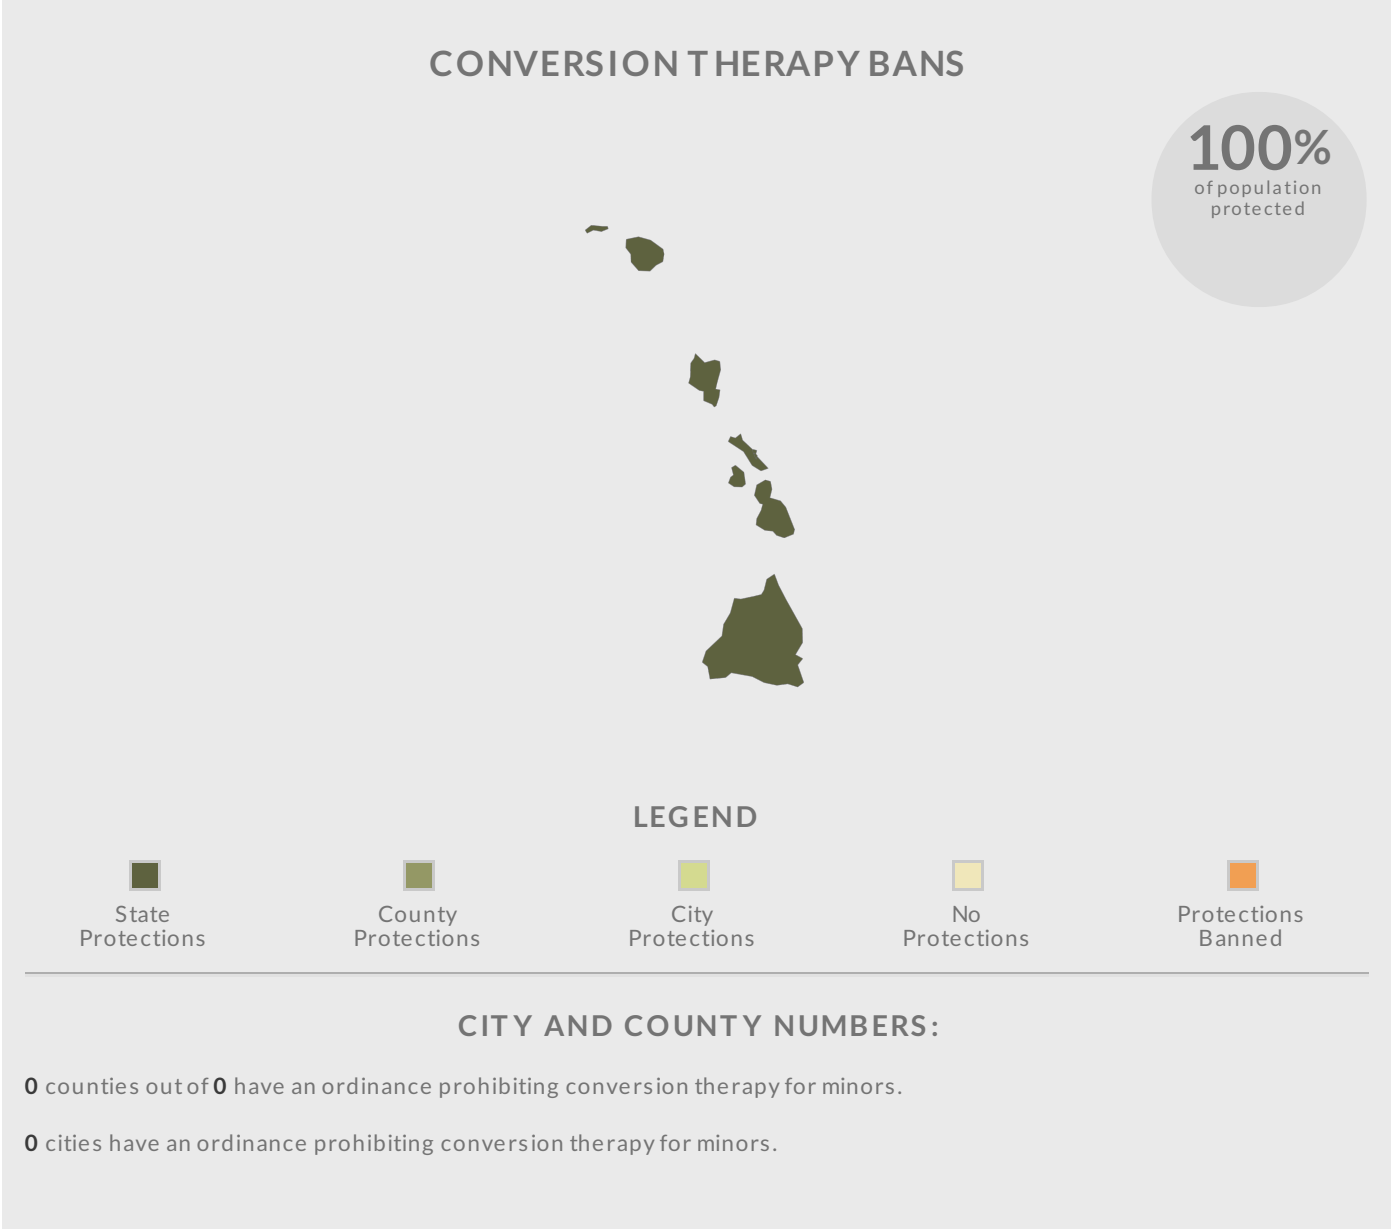 CONVERSION THERAPY BANS
100%
of population
protected
LEGEND
State
Protections
County
Protections
City
Protections
No
Protections
Protections
Banned
CITY AND COUNTY NUMBERS:
0 counties out of 0 have an ordinance prohibiting conversion therapy for minors.
0 cities have an ordinance prohibiting conversion therapy for minors.